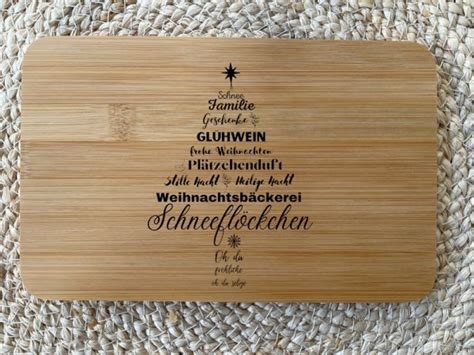 Schnee
Familie
Geschenke
GLÜHWEIN
frohe Weihnachten
Plätzchenduft
Stille Nacht Heilige Nacht
Weihnachtsbäckerei
Schneeflöckchen
Oh du
fröhliche
oh du selige